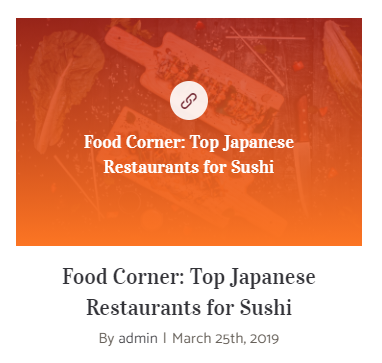 Food Corner: Top Japanese
Restaurants for Sushi
Food Corner: Top Japanese
Restaurants for Sushi
By admin | March 25th, 2019